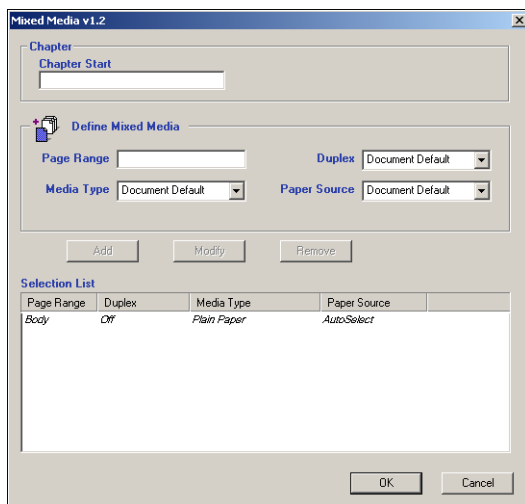 Mixed Media v1.2
Chapter
Chapter Start
Define Mixed Media
Page Range Duplex Document Default
Media Type Document Default Paper Source Document Default
Add Modify Remove
Selection List
Page Range Duplex Media Type Paper Source
Body Off Plain Paper AutoSelect
OK Cancel